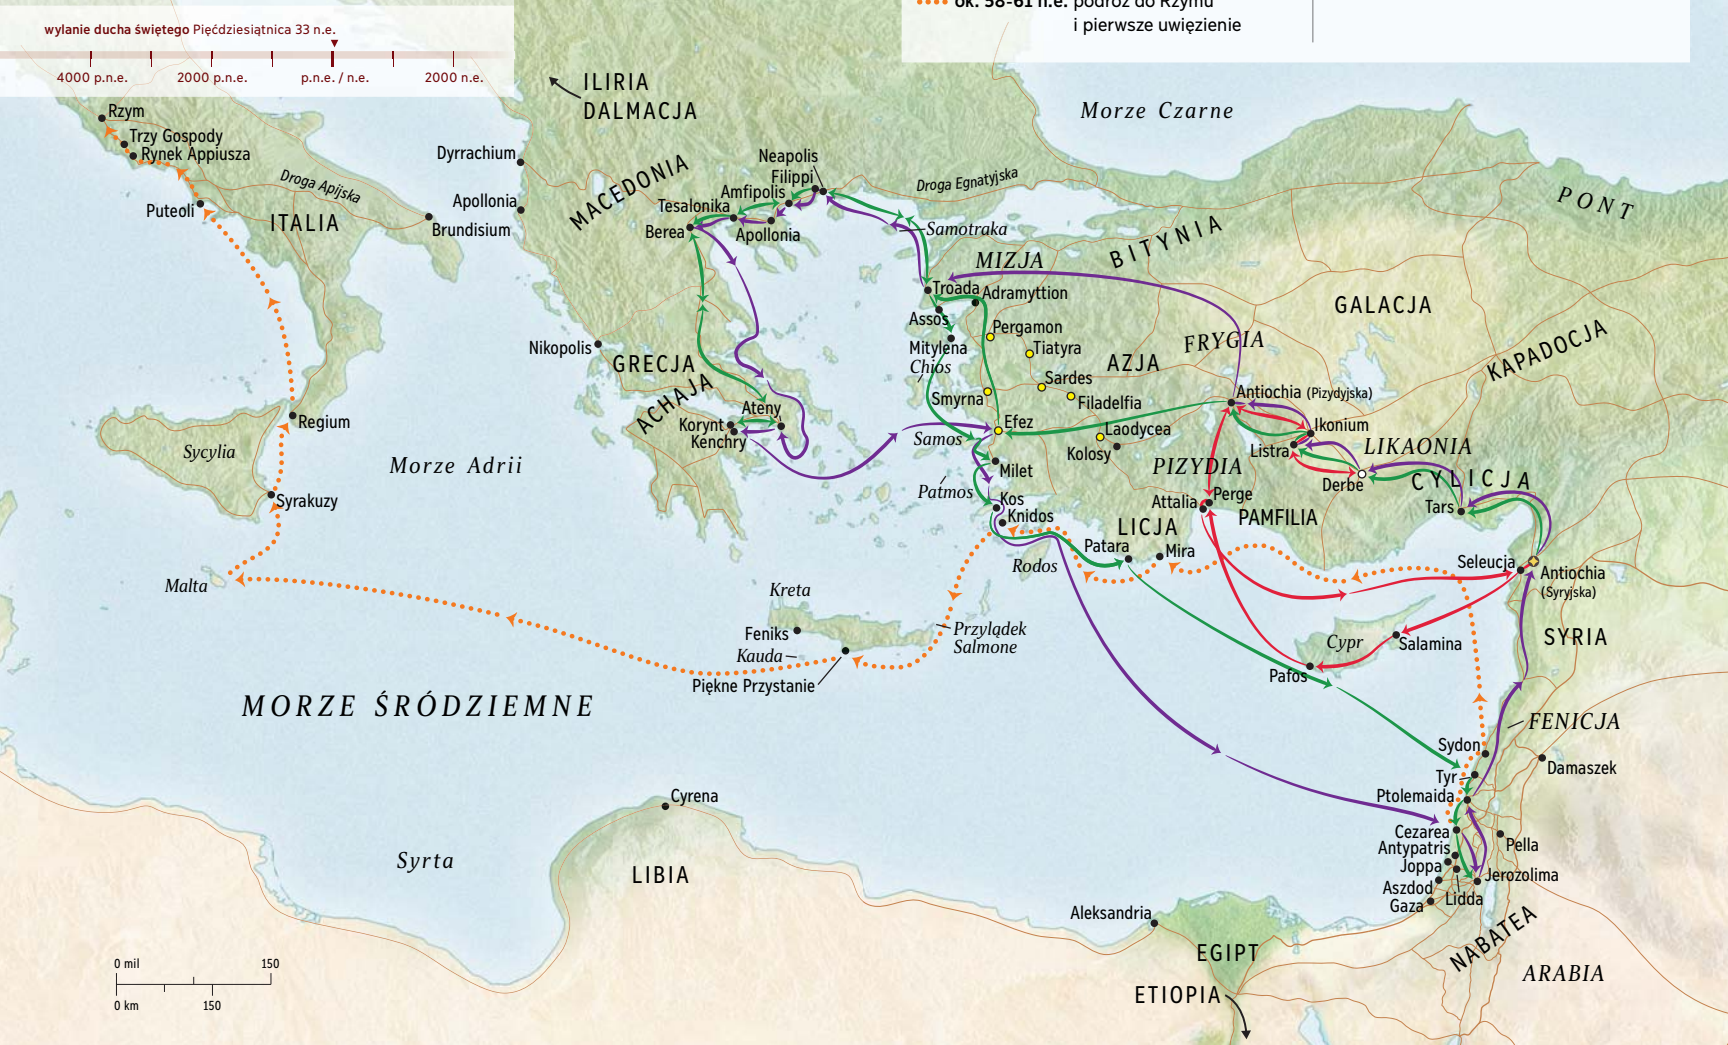 wylanie ducha świętego Pięćdziesiątnica 33 n.e.
4000 p.n.e.
2000 p.n.e.
p.n.e. / n.e.
2000 n.e.
ok. 58-61 n.e. podróż do Rzymu
i pierwsze uwięzienie
ILIRIA
DALMACJA
Morze Czarne
Rzym
Trzy Gospody
Rynek Appiusza
Droga Apijska
Puteoli
ITALIA
Dyrrachium
Apollonia
Brundisium
MACEDONIA
Neapolis
Filippi
Amfipolis
Tesalonika
Berea
Apollonia
Droga Egnatyjska
Samotraka
PONT
BITYNIA
MIZJA
Troada
Adramyttion
Assos
Mitylena
Chios
Pergamon
Tiatyra
GALACJA
FRYGIA
KAPADOCJA
AZJA
Nikopolis
GRECJA
ACHAJA
Ateny
Korynt
Kenchry
Smyrna
Sardes
Filadelfia
Efez
Laodycea
Kolosy
Samos
Milet
Patmos
Kos
Knidos
Antiochia (Pizydyjska)
Ikonium
Listra
LIKAONIA
Derbe
CYLICJA
Tars
PIZYDIA
Attalia
Perge
PAMFILIA
LICJA
Patara
Mira
Rodos
Regium
Sycylia
Syrakuzy
Morze Adrii
Malta
Kreta
Feniks
Kauda
Piękne Przystanie
Przylądek
Salmone
Seleucja
Antiochia
(Syryjska)
SYRIA
Cypr
Salamina
Pafos
MORZE ŚRÓDZIEMNE
FENICJA
Sydon
Damaszek
Tyr
Ptolemaida
Cezarea
Antypatris
Pella
Joppa
Jerozolima
Aszdod
Lidda
Gaza
Cyrena
Syrta
LIBIA
Aleksandria
EGIPT
NABATEA
ARABIA
ETIOPIA
0 mil
150
0 km
150